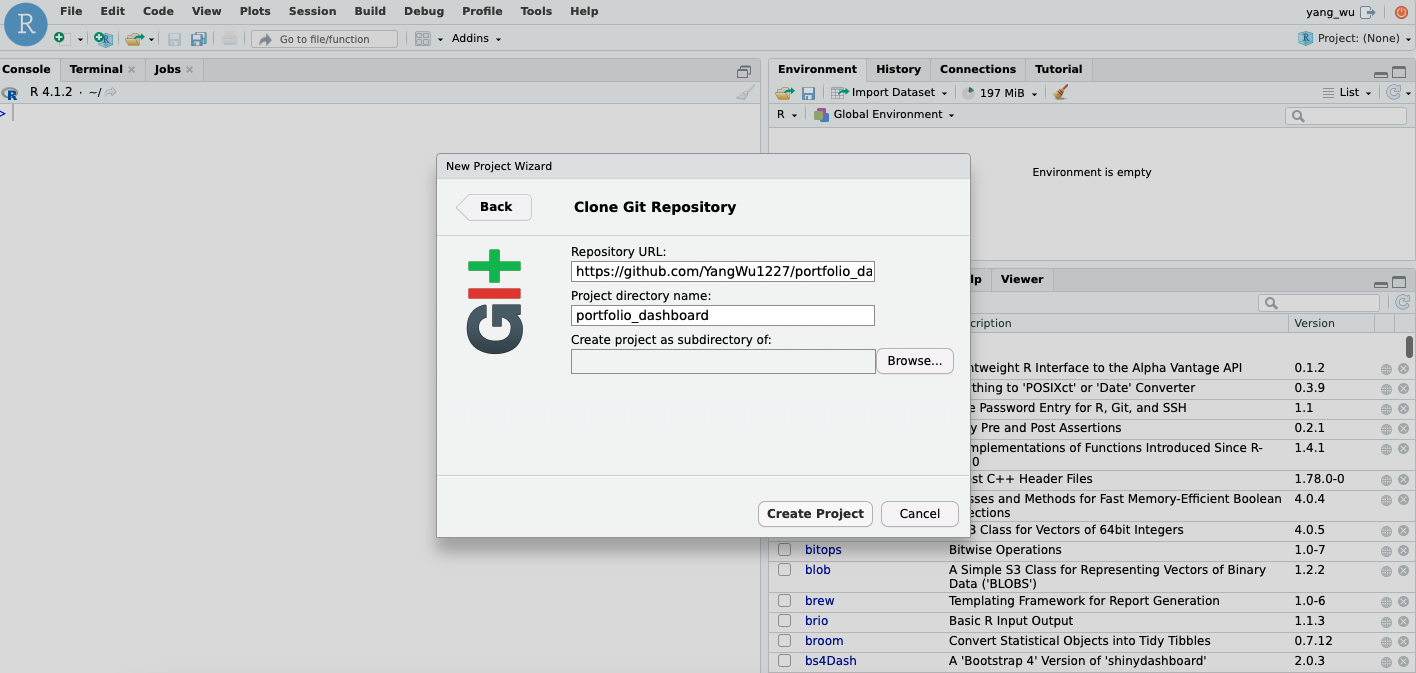 File Edit Code View Plots Session Build Debug Profile Tools Help
yang_wu
R
Go to file/function
Addins
Project: (None)
Console Terminal Jobs
R 4.1.2 · ~/
>
Environment History Connections Tutorial
Import Dataset
197 MiB
List
R
Global Environment
Environment is empty
New Project Wizard
Back
Clone Git Repository
GIT
Repository URL:
https://github.com/YangWu1227/portfolio_da
Project directory name:
portfolio_dashboard
Create project as subdirectory of:
Browse...
Create Project
Cancel
lp Viewer
cription Version
ntweight R Interface to the Alpha Vantage API 0.1.2
thing to 'POSIXct' or 'Date' Converter 0.3.9
e Password Entry for R, Git, and SSH 1.1
y Pre and Post Assertions 0.2.1
mplementations of Functions Introduced Since R- 1.4.1
0
st C++ Header Files 1.78.0-0
sses and Methods for Fast Memory-Efficient Boolean 4.0.4
ections
3 Class for Vectors of 64bit Integers 4.0.5
bitops Bitwise Operations 1.0-7
blob A Simple S3 Class for Representing Vectors of Binary 1.2.2
Data ('BLOBS')
brew Templating Framework for Report Generation 1.0-6
brio Basic R Input Output 1.1.3
broom Convert Statistical Objects into Tidy Tibbles 0.7.12
bs4Dash A 'Bootstrap 4' Version of 'shinydashboard' 2.0.3